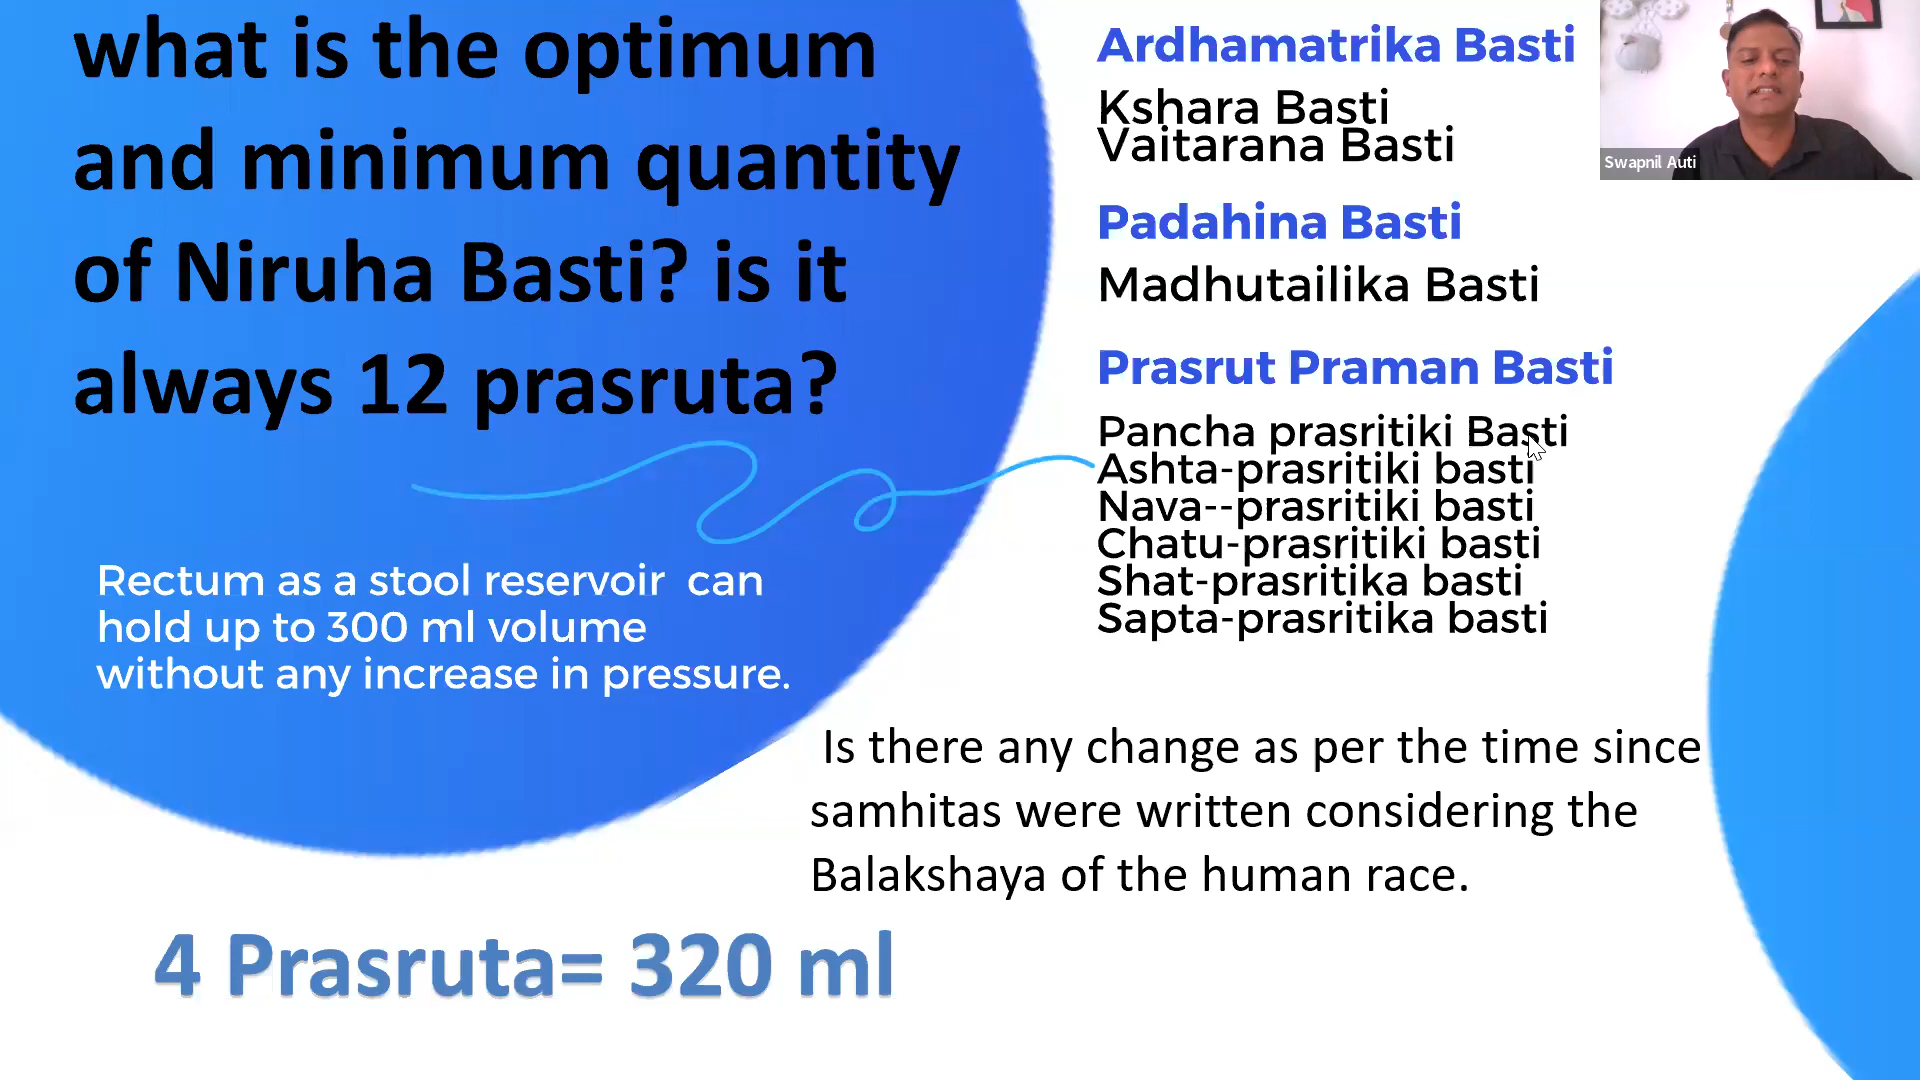 what is the optimum
and minimum quantity
of Niruha Basti? is it
always 12 prasruta?
Rectum as a stool reservoir can
hold up to 300 ml volume
without any increase in pressure.
4 Prasruta= 320 ml
Ardhamatrika Basti
Kshara Basti
Vaitarana Basti
Padahina Basti
Madhutailika Basti
Prasrut Praman Basti
Pancha prasritiki Basti
Ashta-prasritiki basti
Nava--prasritiki basti
Chatu-prasritiki basti
Shat-prasritika basti
Sapta-prasritika basti
Is there any change as per the time since
samhitas were written considering the
Balakshaya of the human race.
Swapnil Auti